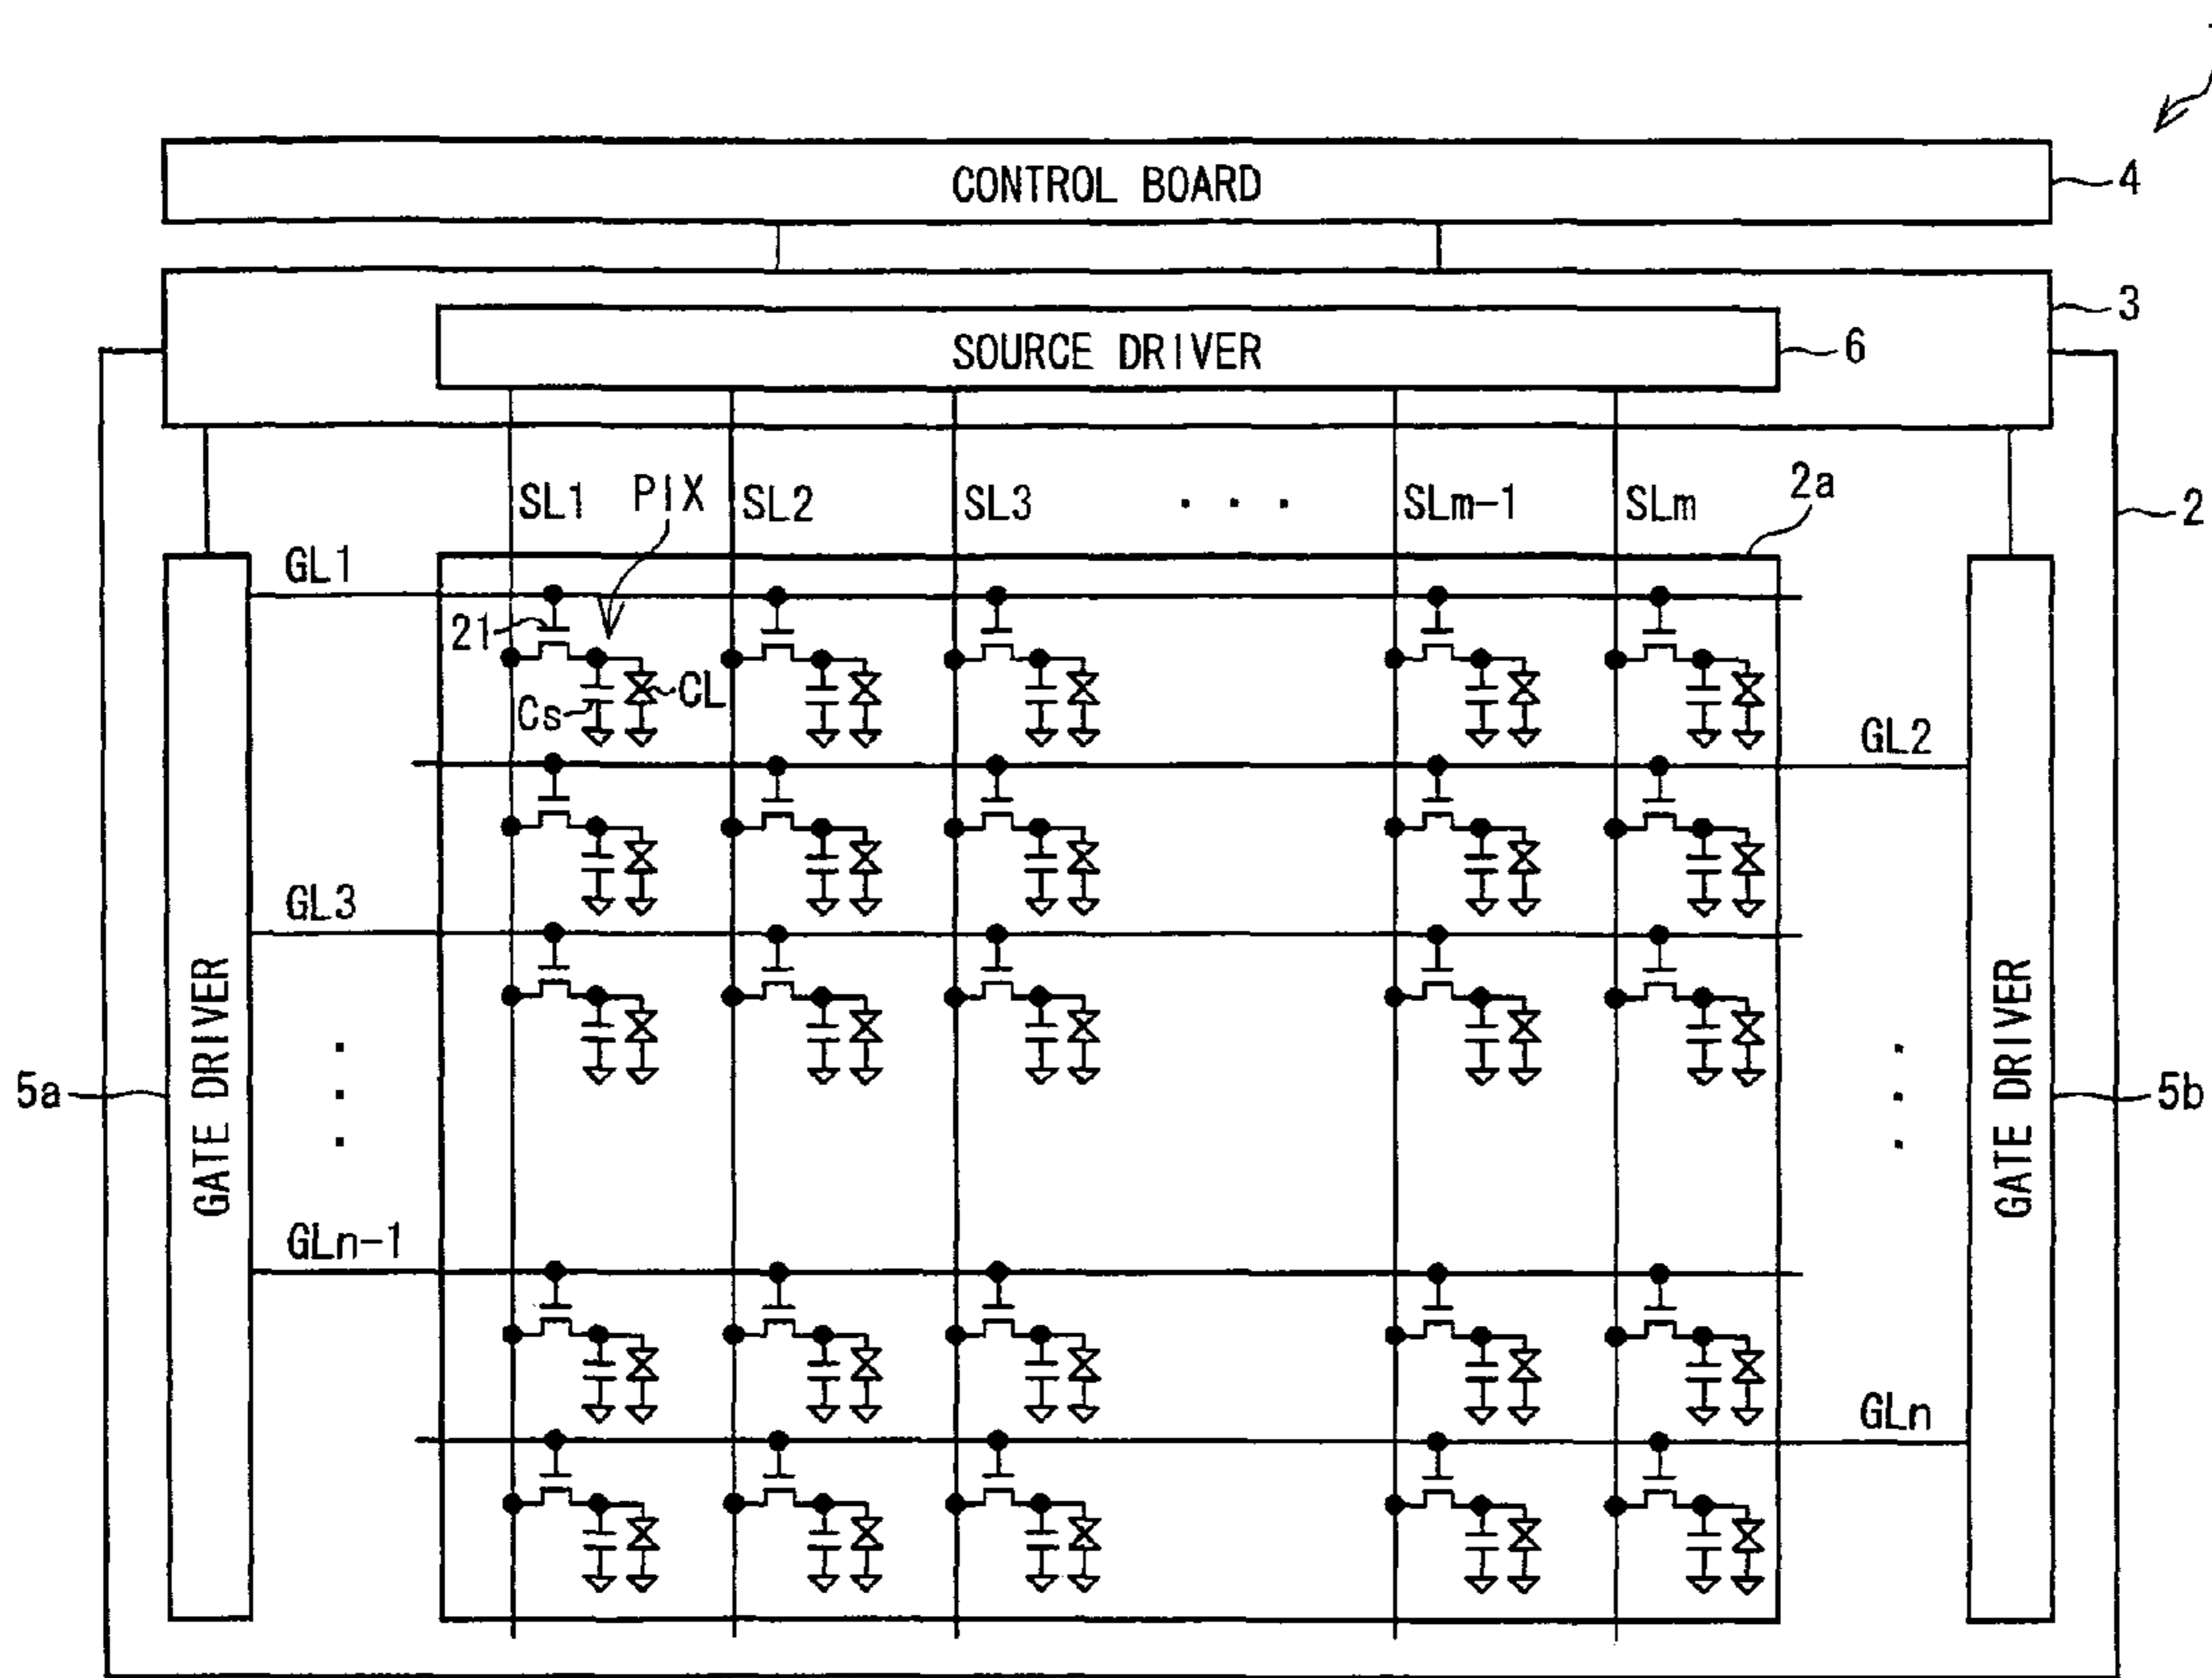 CONTROL BOARD
4
3
SOURCE DRIVER
6
SL1
PIX
SL2
SL3
. . .
SLm-1
SLm
2a
2
GL1
21
Cs
CL
GL2
GL3
GATE DRIVER
5a
GATE DRIVER
5b
GLn-1
GLn